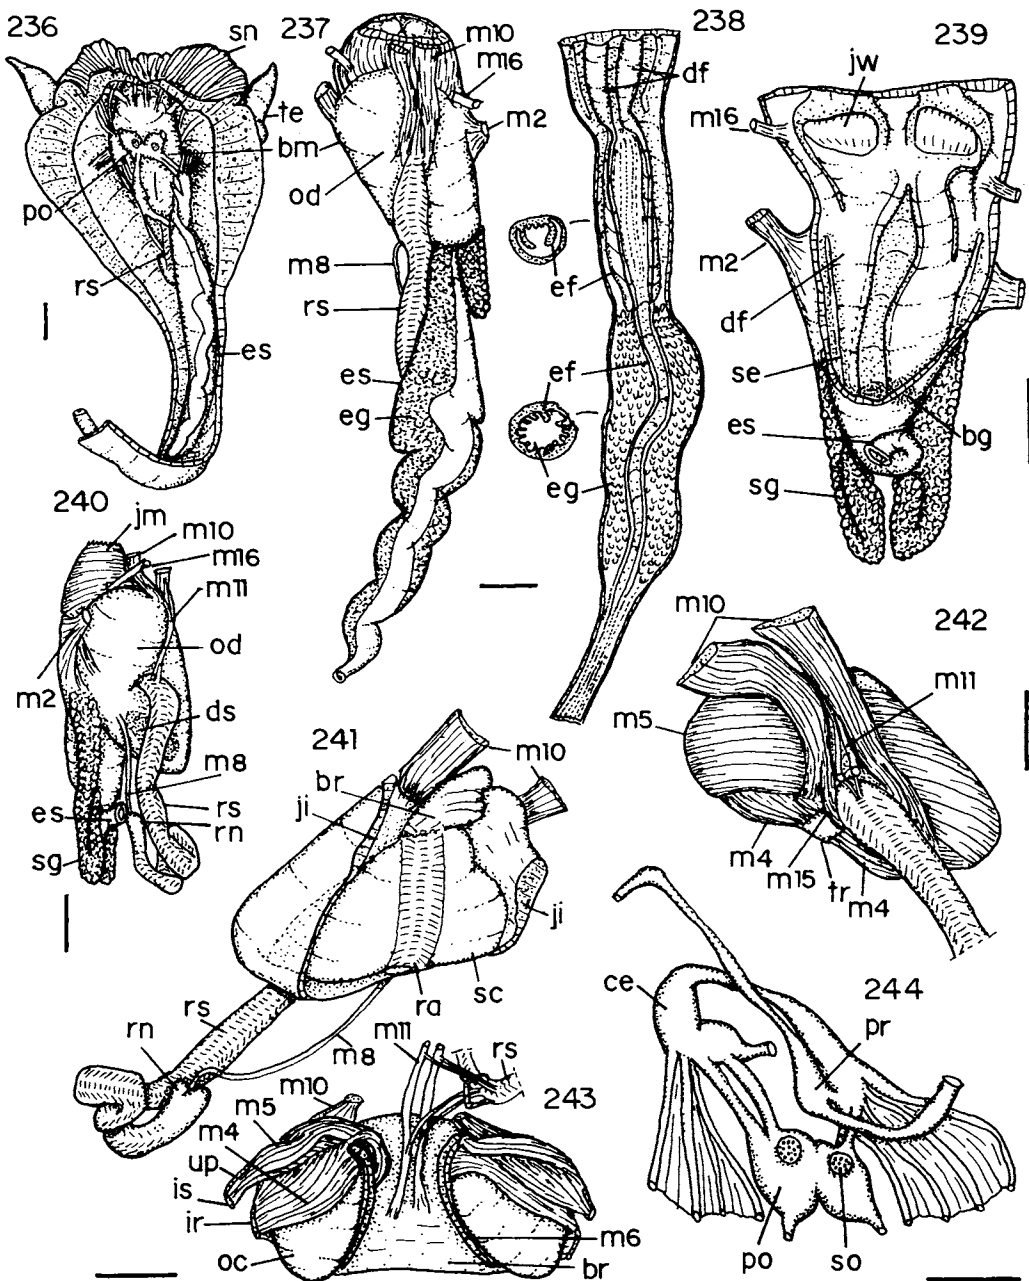 236
sn
te
bm
po
rs
es
237
m10
m16
m2
bm
od
m8
rs
es
eg
238
df
ef
ef
eg
239
jw
m16
m2
df
se
es
bg
sg
240
jm
m10
m16
m11
od
m2
ds
m8
es
rs
rn
sg
241
m10
br
ji
ji
sc
ra
rs
rn
m8
242
m10
m11
m5
m4
m15
tr
m4
243
m11
rs
m10
m5
m4
up
is
ir
oc
m6
br
244
ce
pr
po
so